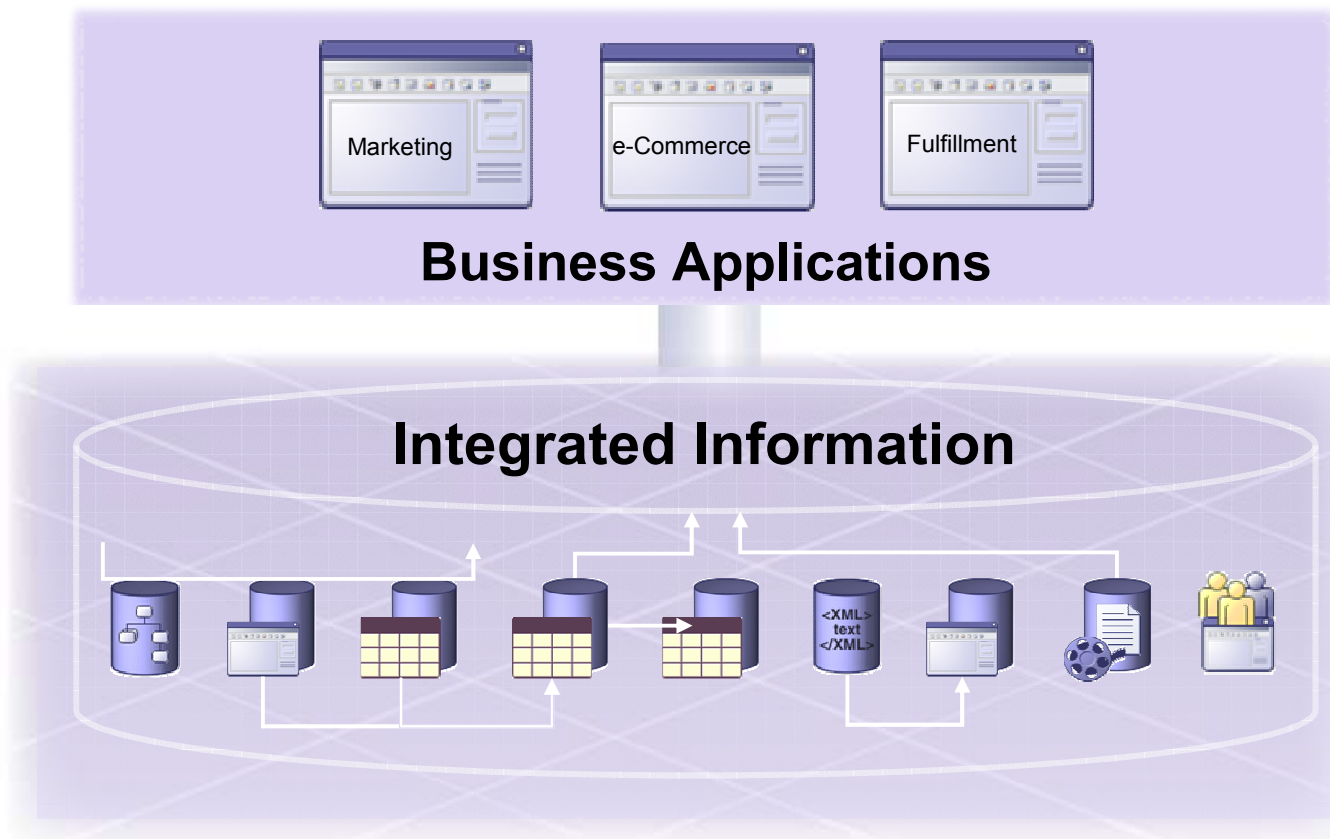 Marketing
e-Commerce
Fulfillment
Business Applications
Integrated Information
<XML>
text
</XML>